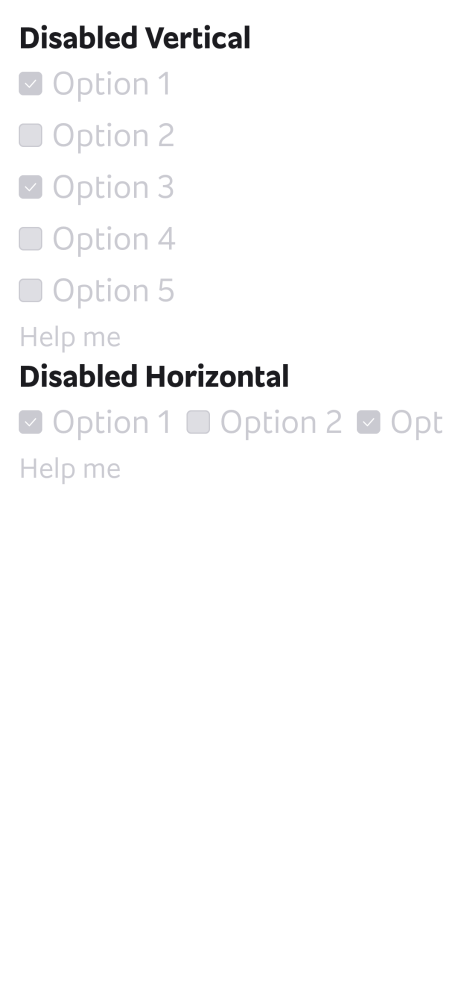 Disabled Vertical
Option 1
Option 2
Option 3
Option 4
Option 5
Help me
Disabled Horizontal
Option 1 Option 2 Opt
Help me